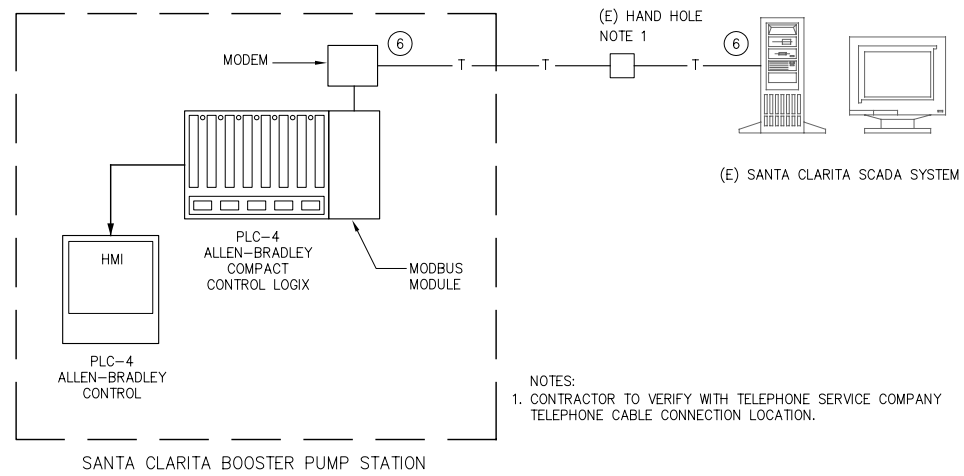 (E) HAND HOLE
NOTE 1
MODEM
6
T
T
T
6
(E) SANTA CLARITA SCADA SYSTEM
PLC-4
ALLEN-BRADLEY
COMPACT
CONTROL LOGIX
MODBUS
MODULE
HMI
PLC-4
ALLEN-BRADLEY
CONTROL
NOTES:
1. CONTRACTOR TO VERIFY WITH TELEPHONE SERVICE COMPANY
TELEPHONE CABLE CONNECTION LOCATION.
SANTA CLARITA BOOSTER PUMP STATION